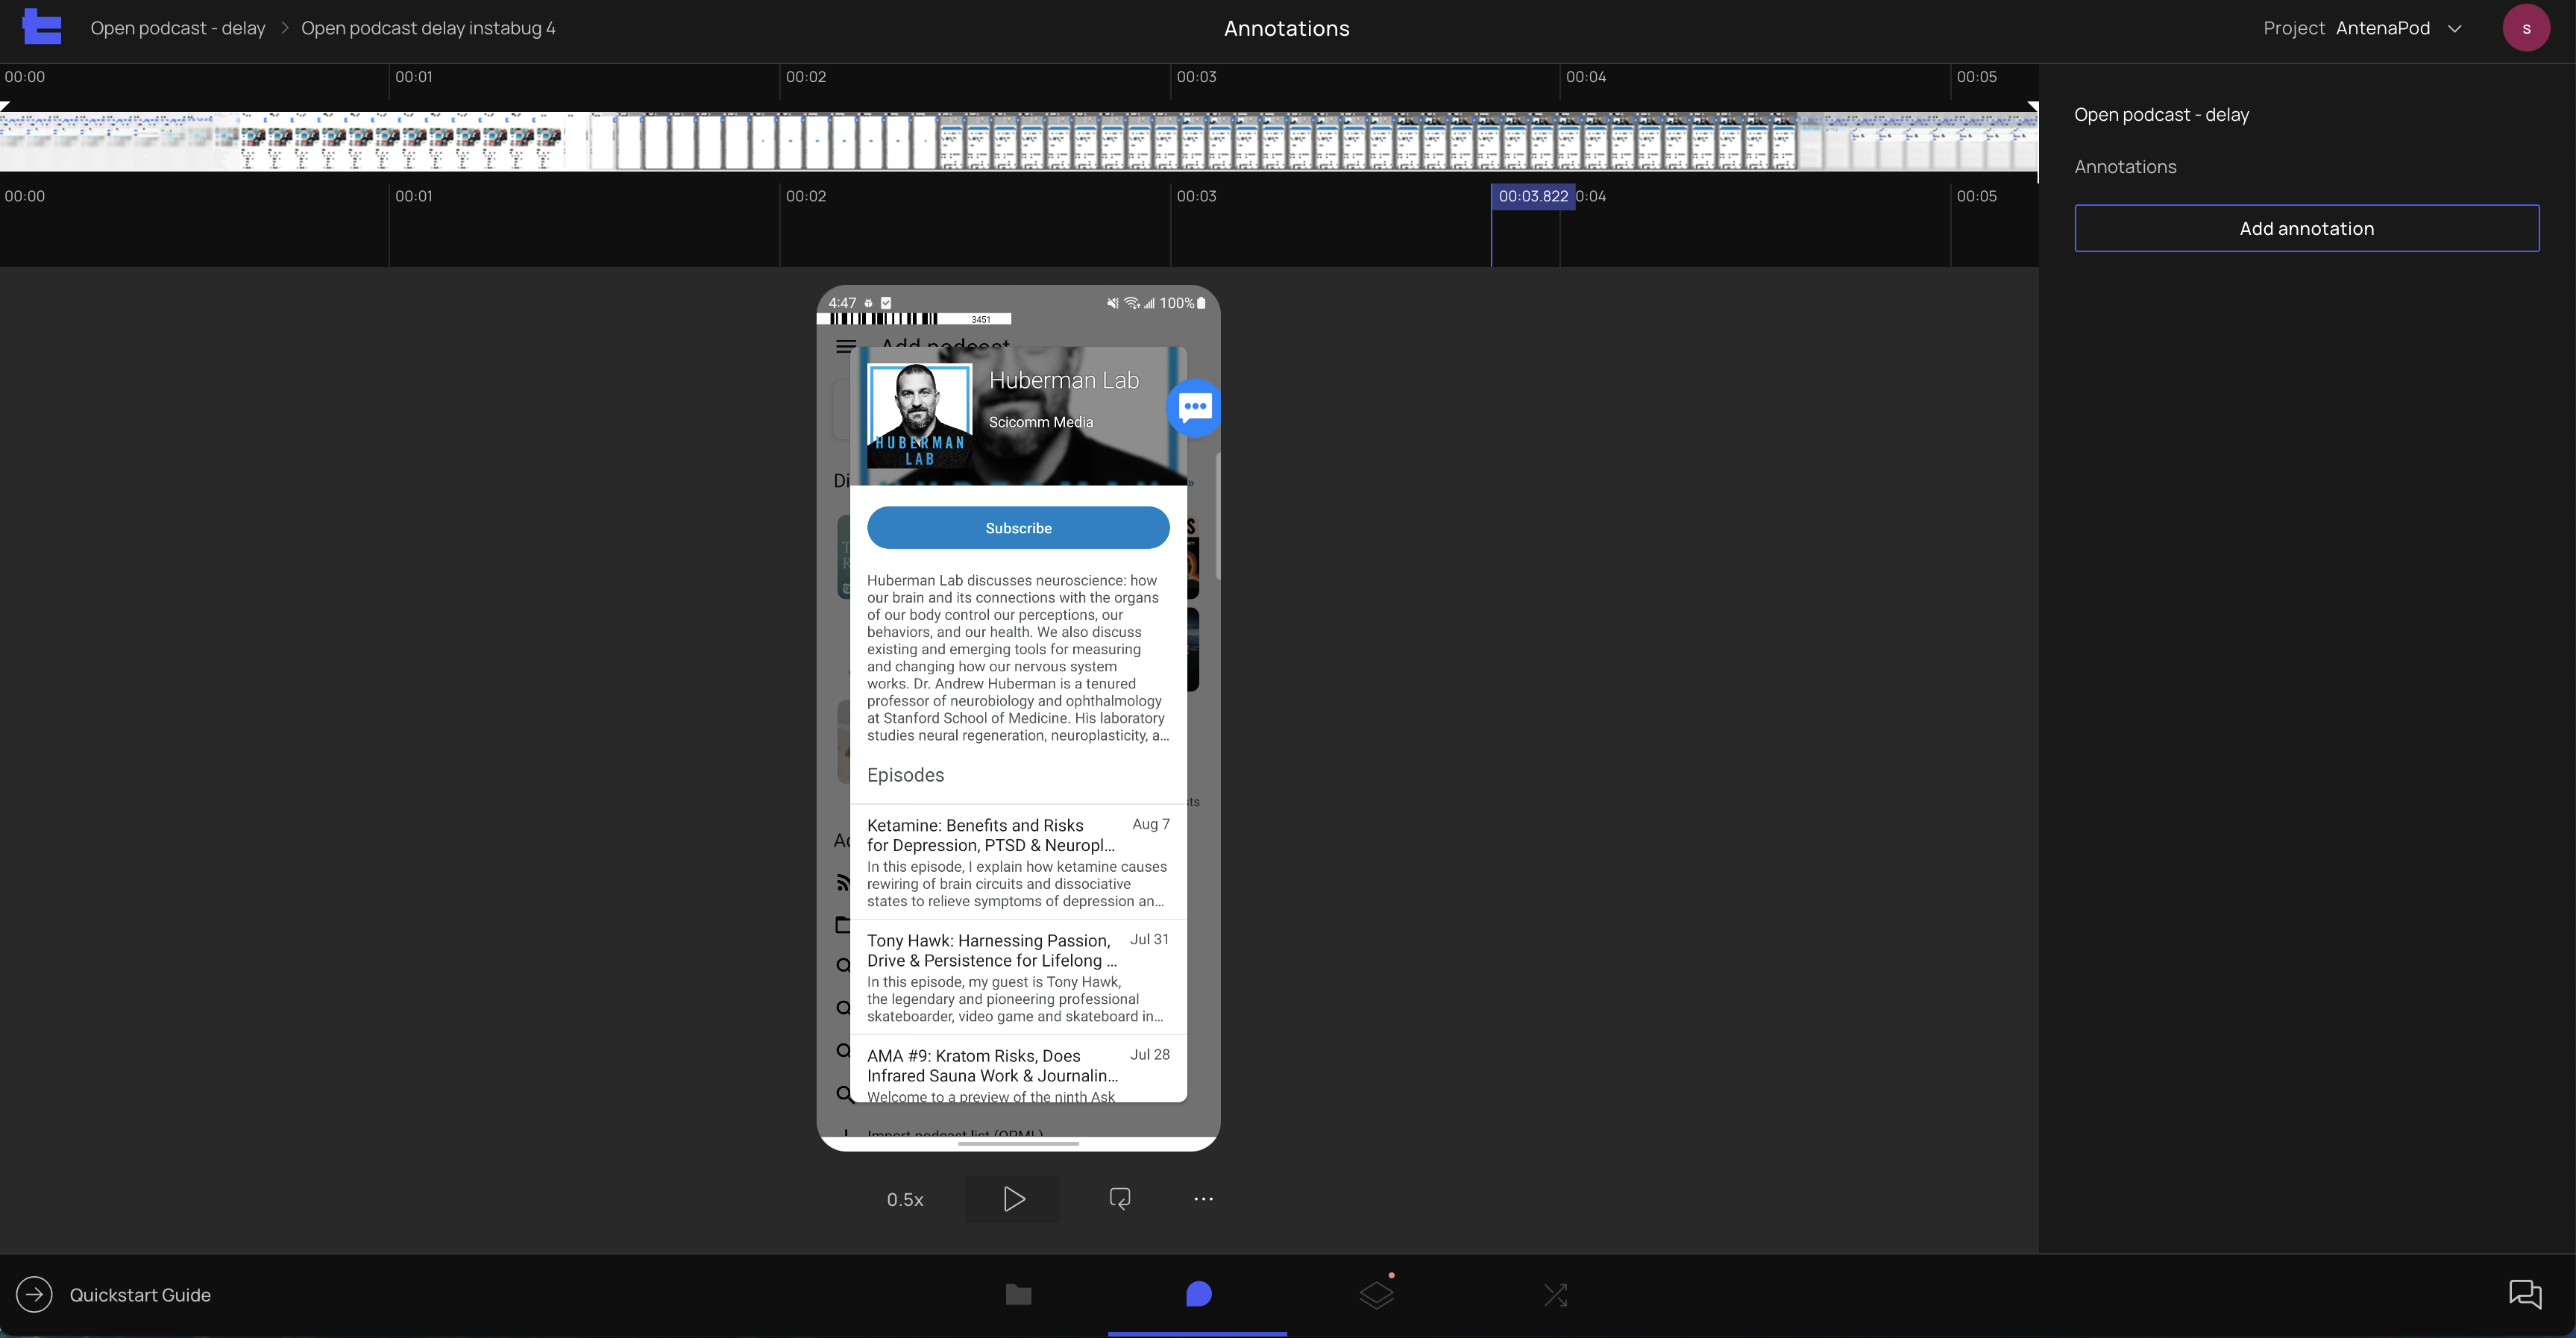 Open podcast - delay > Open podcast delay instabug 4
Annotations
Project AntenaPod
s
00:00 00:01 00:02 00:03 00:04 00:05
00:00 00:01 00:02 00:03 00:03.822 0:04 00:05
Open podcast - delay
Annotations
Add annotation
4:47 100%
3451
Add podcast
Huberman Lab
Scicomm Media
HUBERMAN
LAB
Di
»
Subscribe
Huberman Lab discusses neuroscience: how
our brain and its connections with the organs
of our body control our perceptions, our
behaviors, and our health. We also discuss
existing and emerging tools for measuring
and changing how our nervous system
works. Dr. Andrew Huberman is a tenured
professor of neurobiology and ophthalmology
at Stanford School of Medicine. His laboratory
studies neural regeneration, neuroplasticity, a...
Episodes
sts
Ketamine: Benefits and Risks Aug 7
for Depression, PTSD & Neuropl...
Ad
In this episode, I explain how ketamine causes
rewiring of brain circuits and dissociative
states to relieve symptoms of depression an...
Tony Hawk: Harnessing Passion, Jul 31
Drive & Persistence for Lifelong ...
In this episode, my guest is Tony Hawk,
the legendary and pioneering professional
skateboarder, video game and skateboard in...
AMA #9: Kratom Risks, Does Jul 28
Infrared Sauna Work & Journalin...
Welcome to a preview of the ninth Ask
Import podcast list (OPML)
0.5x
Quickstart Guide